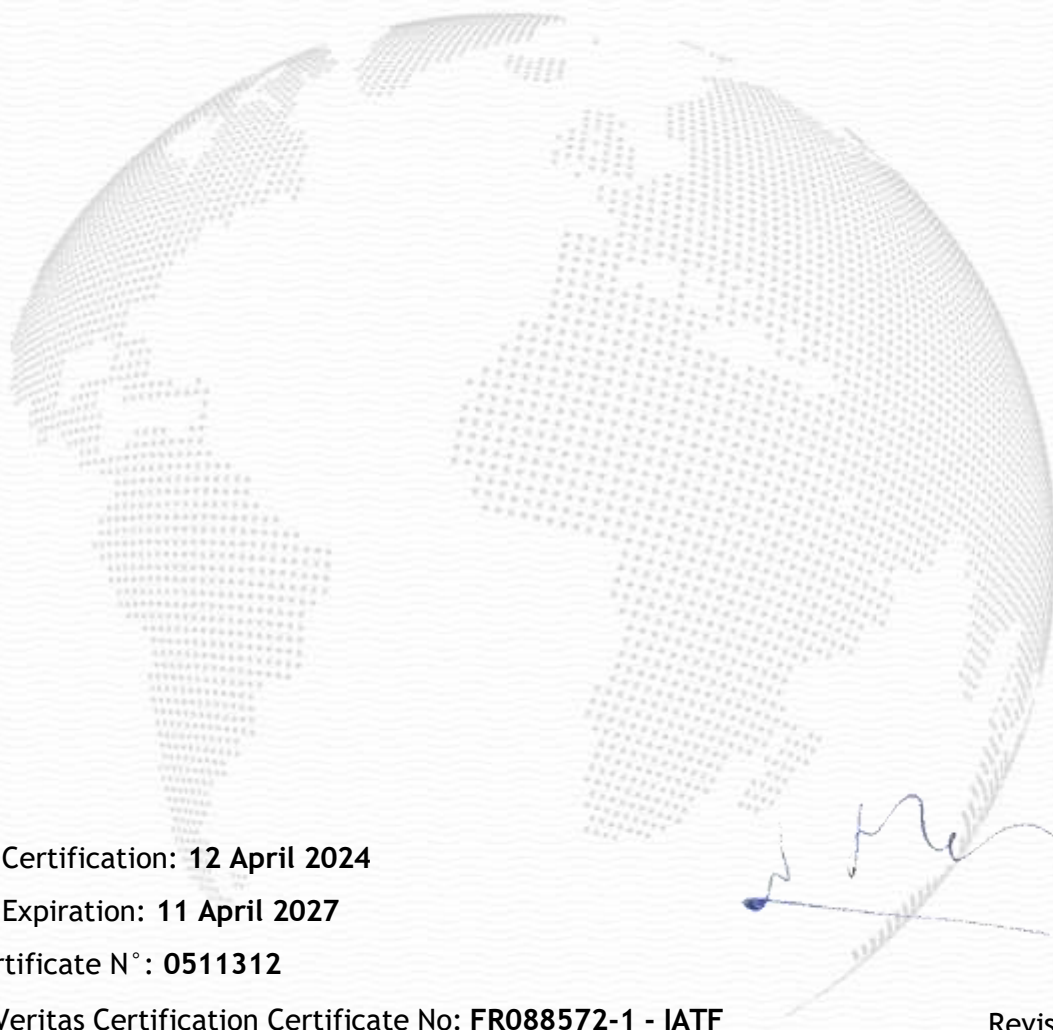 Certification: 12 April 2024
Expiration: 11 April 2027
rtificate N°: 0511312
Veritas Certification Certificate No: FR088572-1 - IATF
Revis